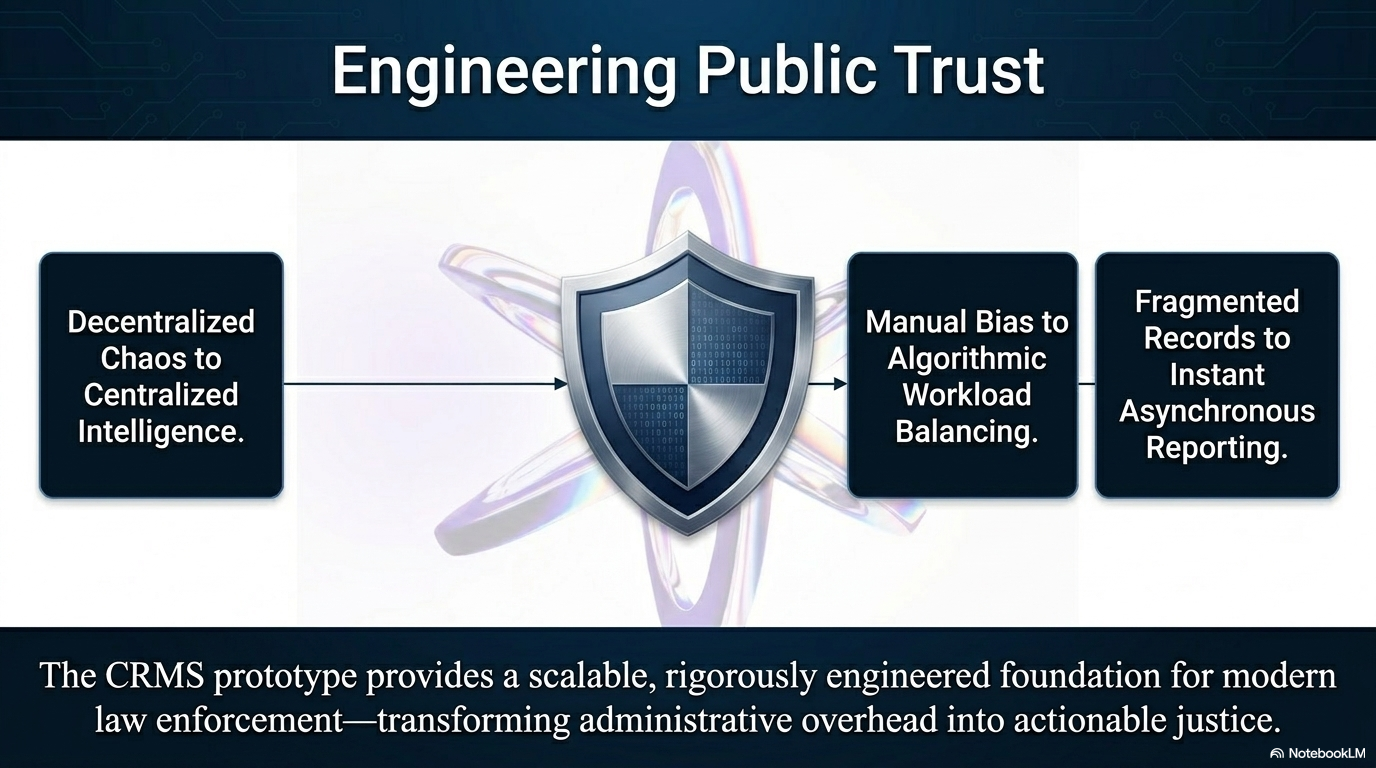 Engineering Public Trust
Decentralized
Chaos to
Centralized
Intelligence.
Manual Bias to
Algorithmic
Workload
Balancing.
Fragmented
Records to
Instant
Asynchronous
Reporting.
The CRMS prototype provides a scalable, rigorously engineered foundation for modern
law enforcement—transforming administrative overhead into actionable justice.
NotebookLM